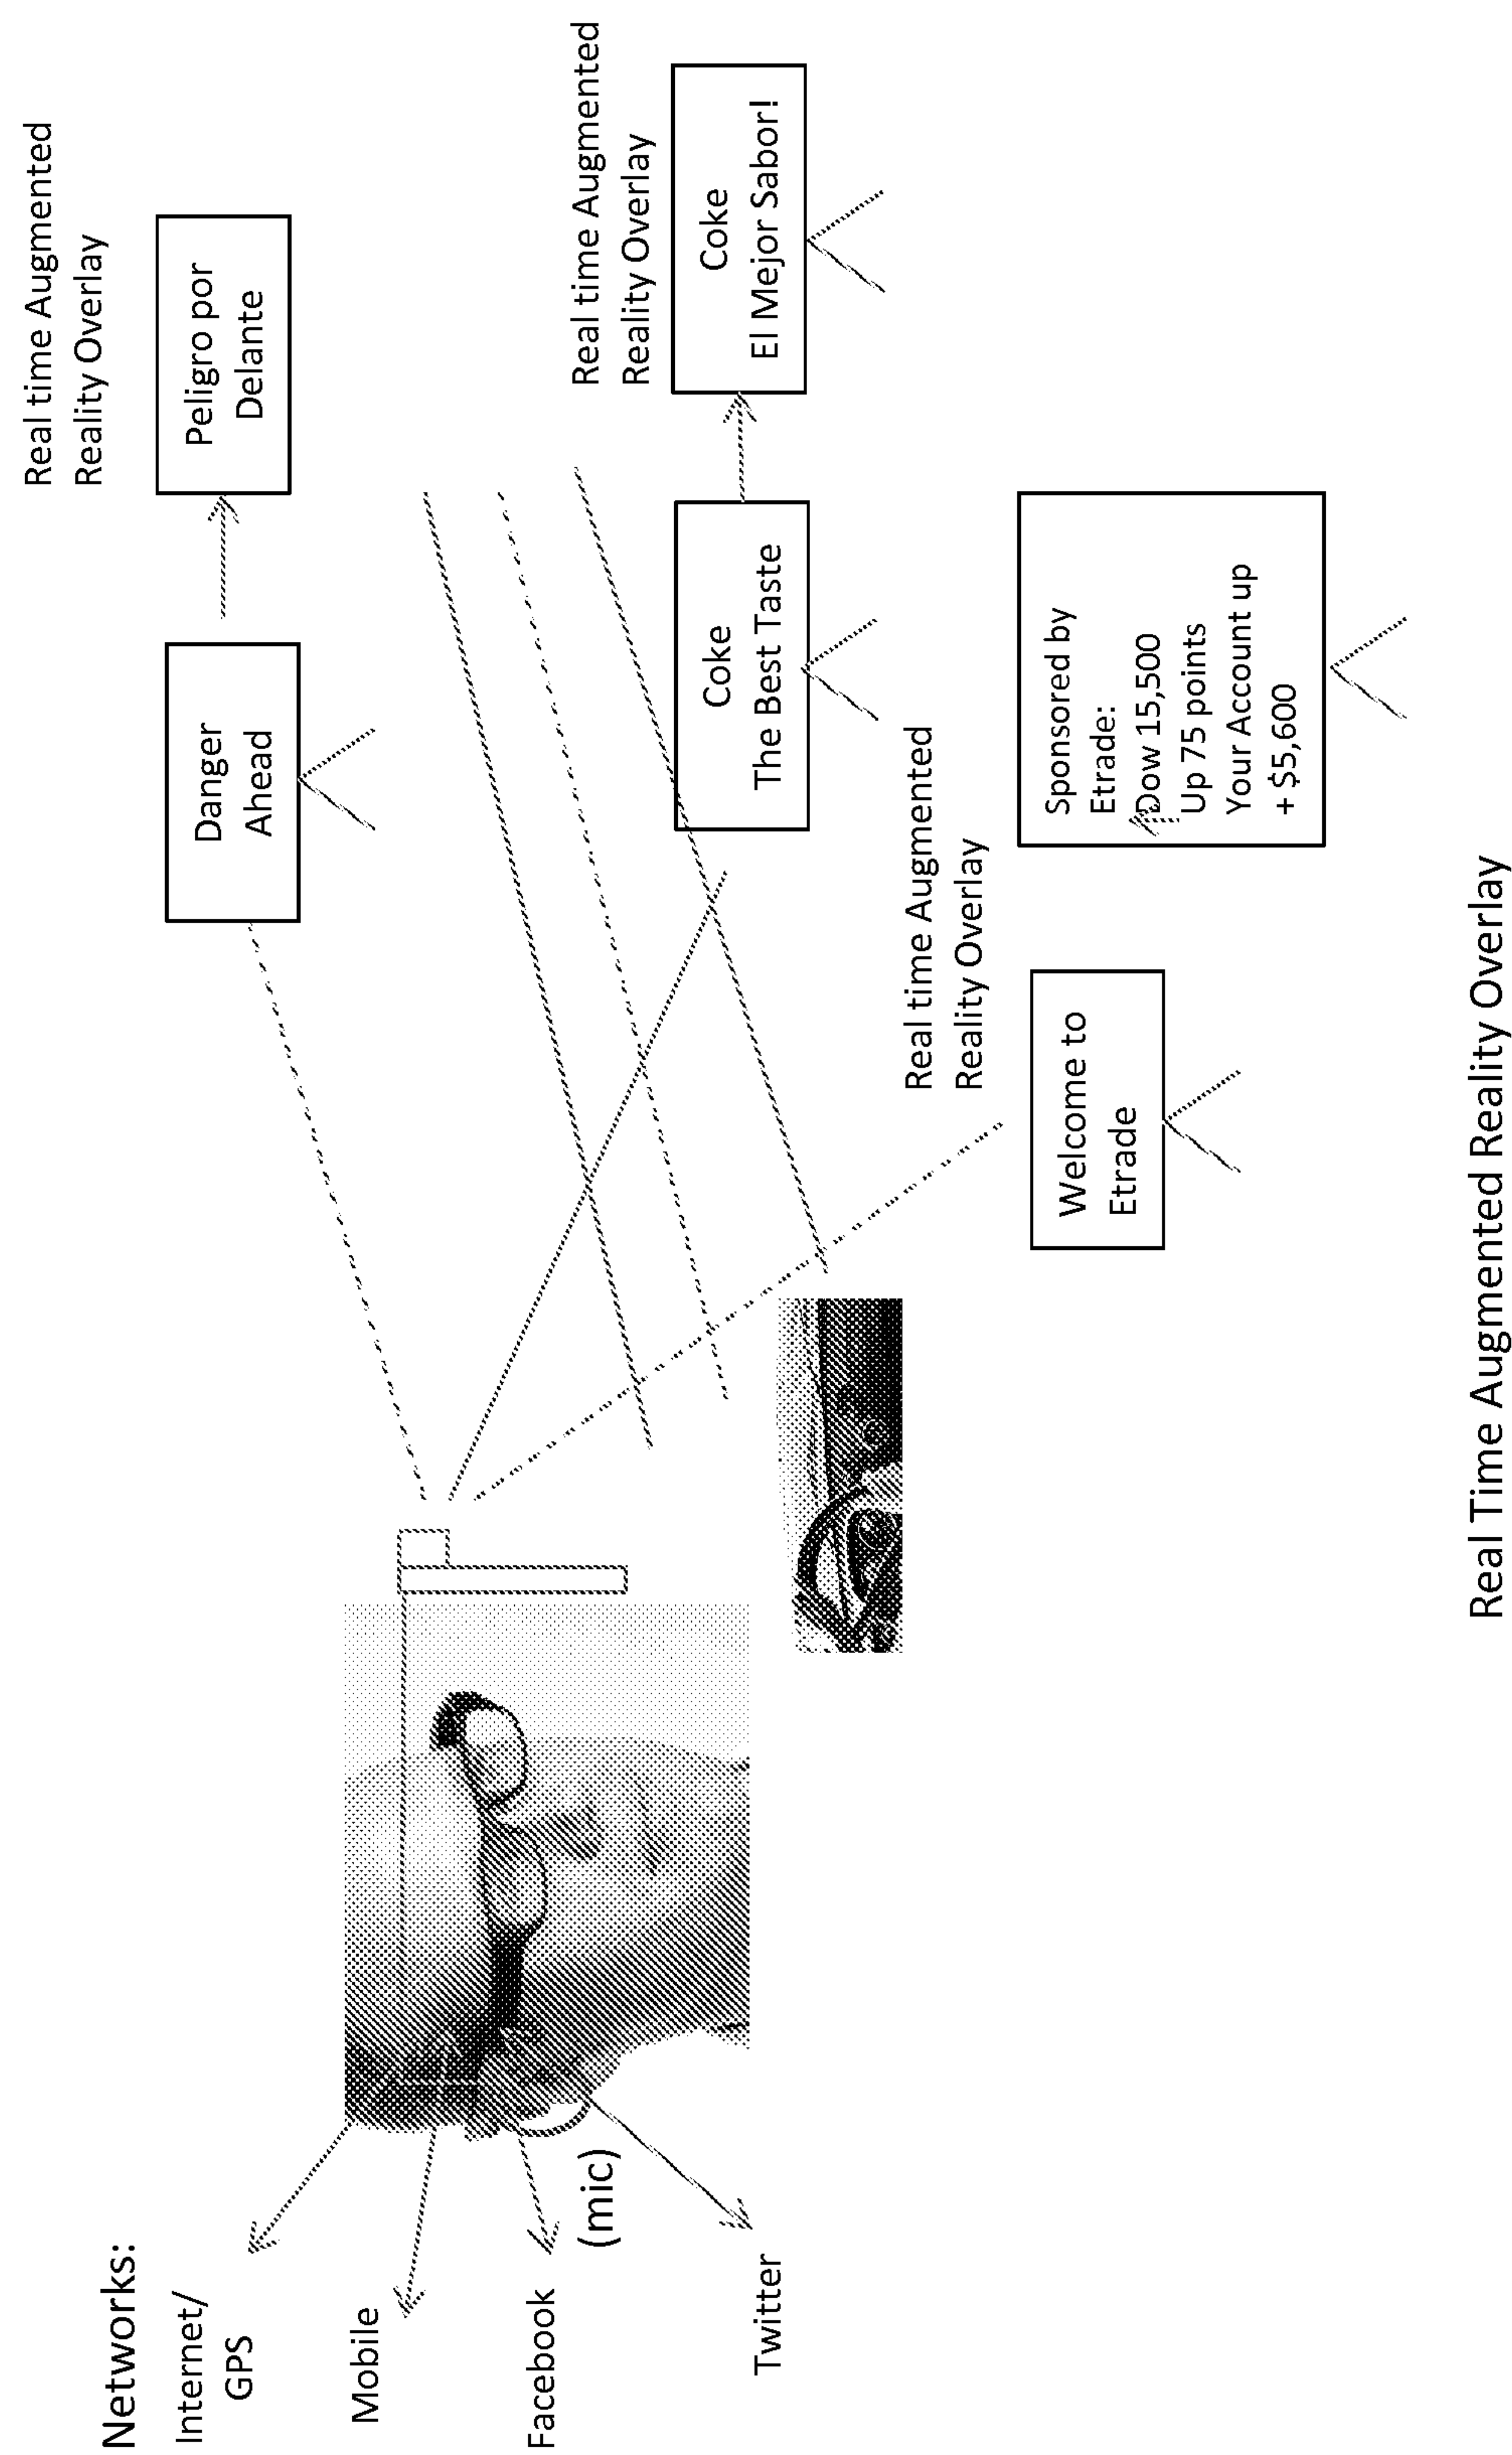 Networks:
Internet/
GPS
Mobile
Facebook
(mic)
Twitter
Danger
Ahead
Real time Augmented
Reality Overlay
Peligro por
Delante
Coke
The Best Taste
Real time Augmented
Reality Overlay
Coke
El Mejor Sabor!
Welcome to
Etrade
Real time Augmented
Reality Overlay
Sponsored by
Etrade:
Dow 15,500
Up 75 points
Your Account up
+ $5,600
Real Time Augmented Reality Overlay